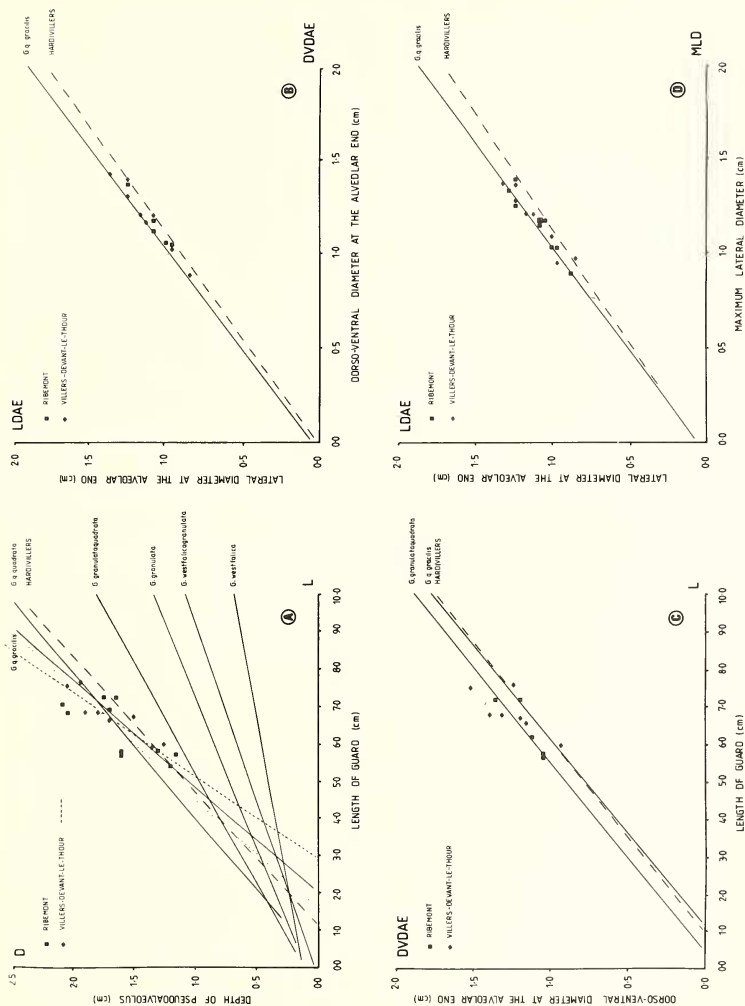 A
D
DEPTH OF PSEUDOALVEOLUS (cm)
2·5
2·0
1·5
1·0
0·5
0·0
■ RIBEMONT
◆ VILLERS-DEVANT-LE-THOUR
G.q.gracilis
G.q.quadrata
HARDIVILLERS
G.granulataquadrata
G.granulata
G.westfalicagranulata
G.westfalica
0·0 1·0 2·0 3·0 4·0 5·0 6·0 7·0 8·0 9·0 10·0
L
LENGTH OF GUARD (cm)
B
LDAE
LATERAL DIAMETER AT THE ALVEOLAR END (cm)
2·0
1·5
1·0
0·5
0·0
■ RIBEMONT
◆ VILLERS-DEVANT-LE-THOUR
G.q.gracilis
HARDIVILLERS
0·0 0·5 1·0 1·5 2·0
DVDAE
DORSO-VENTRAL DIAMETER AT THE ALVEOLAR END (cm)
C
DVDAE
DORSO-VENTRAL DIAMETER AT THE ALVEOLAR END (cm)
2·0
1·5
1·0
0·5
0·0
■ RIBEMONT
◆ VILLERS-DEVANT-LE-THOUR
G.granulataquadrata
G.q.gracilis
HARDIVILLERS
0·0 1·0 2·0 3·0 4·0 5·0 6·0 7·0 8·0 9·0 10·0
L
LENGTH OF GUARD (cm)
D
LDAE
LATERAL DIAMETER AT THE ALVEOLAR END (cm)
2·0
1·5
1·0
0·5
0·0
■ RIBEMONT
◆ VILLERS-DEVANT-LE-THOUR
G.q.gracilis
HARDIVILLERS
0·0 0·5 1·0 1·5 2·0
MLD
MAXIMUM LATERAL DIAMETER (cm)